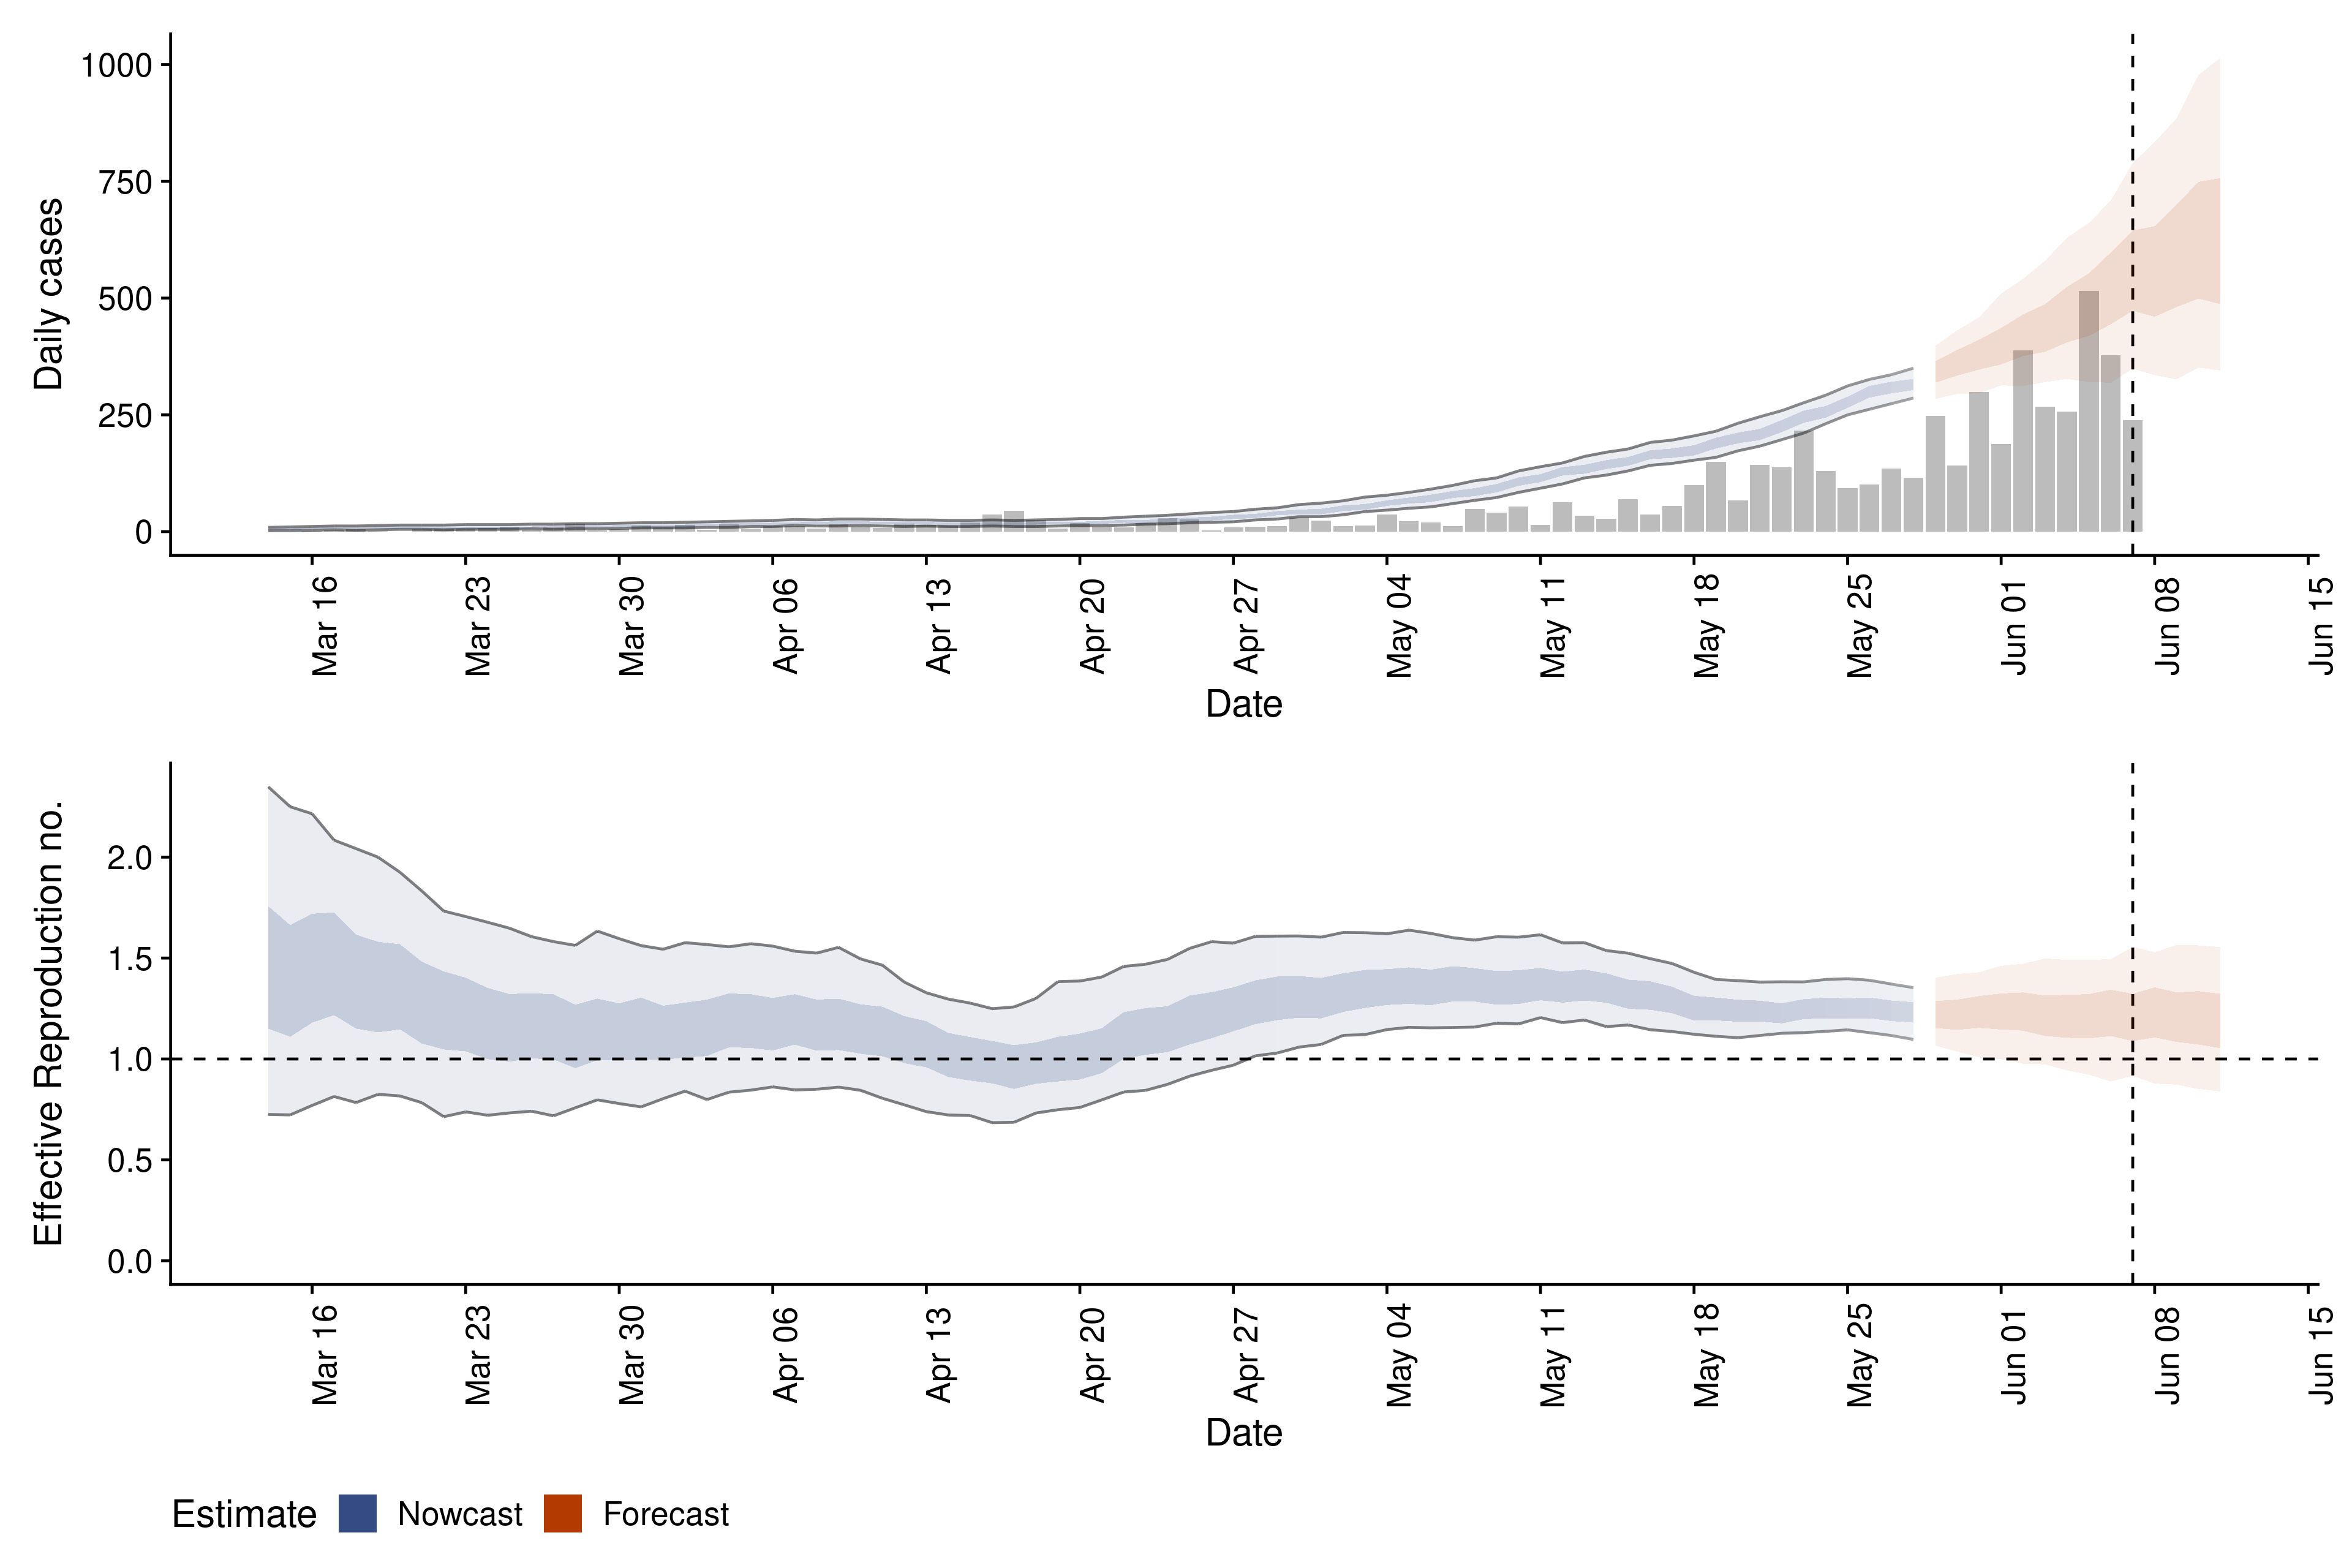 Daily cases
1000
750
500
250
0
Mar 16
Mar 23
Mar 30
Apr 06
Apr 13
Apr 20
Apr 27
May 04
May 11
May 18
May 25
Jun 01
Jun 08
Jun 15
Date
Effective Reproduction no.
2.0
1.5
1.0
0.5
0.0
Mar 16
Mar 23
Mar 30
Apr 06
Apr 13
Apr 20
Apr 27
May 04
May 11
May 18
May 25
Jun 01
Jun 08
Jun 15
Date
Estimate Nowcast Forecast